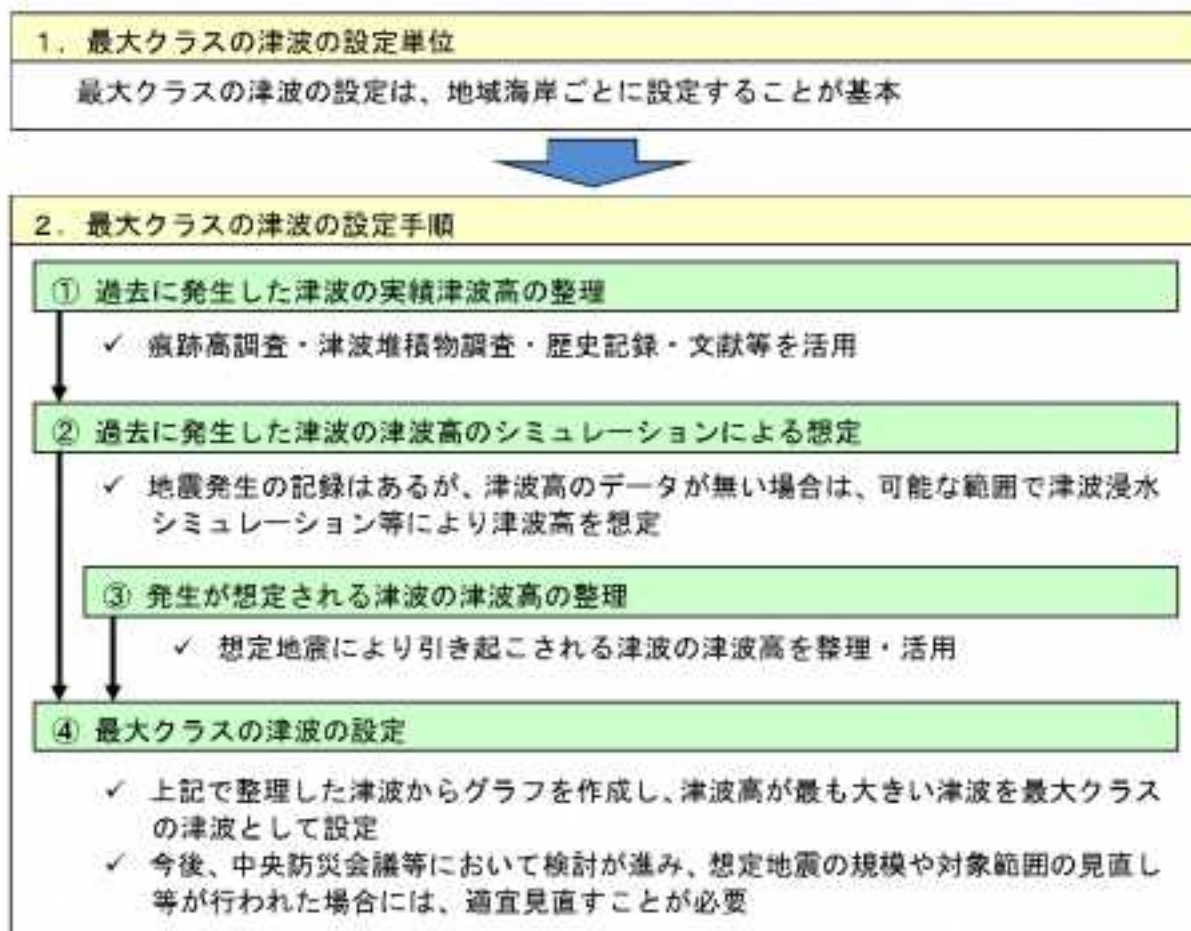 １．最大クラスの津波の設定単位
最大クラスの津波の設定は、地域海岸ごとに設定することが基本
２．最大クラスの津波の設定手順
① 過去に発生した津波の実績津波高の整理
✓ 痕跡高調査・津波堆積物調査・歴史記録・文献等を活用
② 過去に発生した津波の津波高のシミュレーションによる想定
✓ 地震発生の記録はあるが、津波高のデータが無い場合は、可能な範囲で津波浸水
シミュレーション等により津波高を想定
③ 発生が想定される津波の津波高の整理
✓ 想定地震により引き起こされる津波の津波高を整理・活用
④ 最大クラスの津波の設定
✓ 上記で整理した津波からグラフを作成し、津波高が最も大きい津波を最大クラス
の津波として設定
✓ 今後、中央防災会議等において検討が進み、想定地震の規模や対象範囲の見直し
等が行われた場合には、適宜見直すことが必要